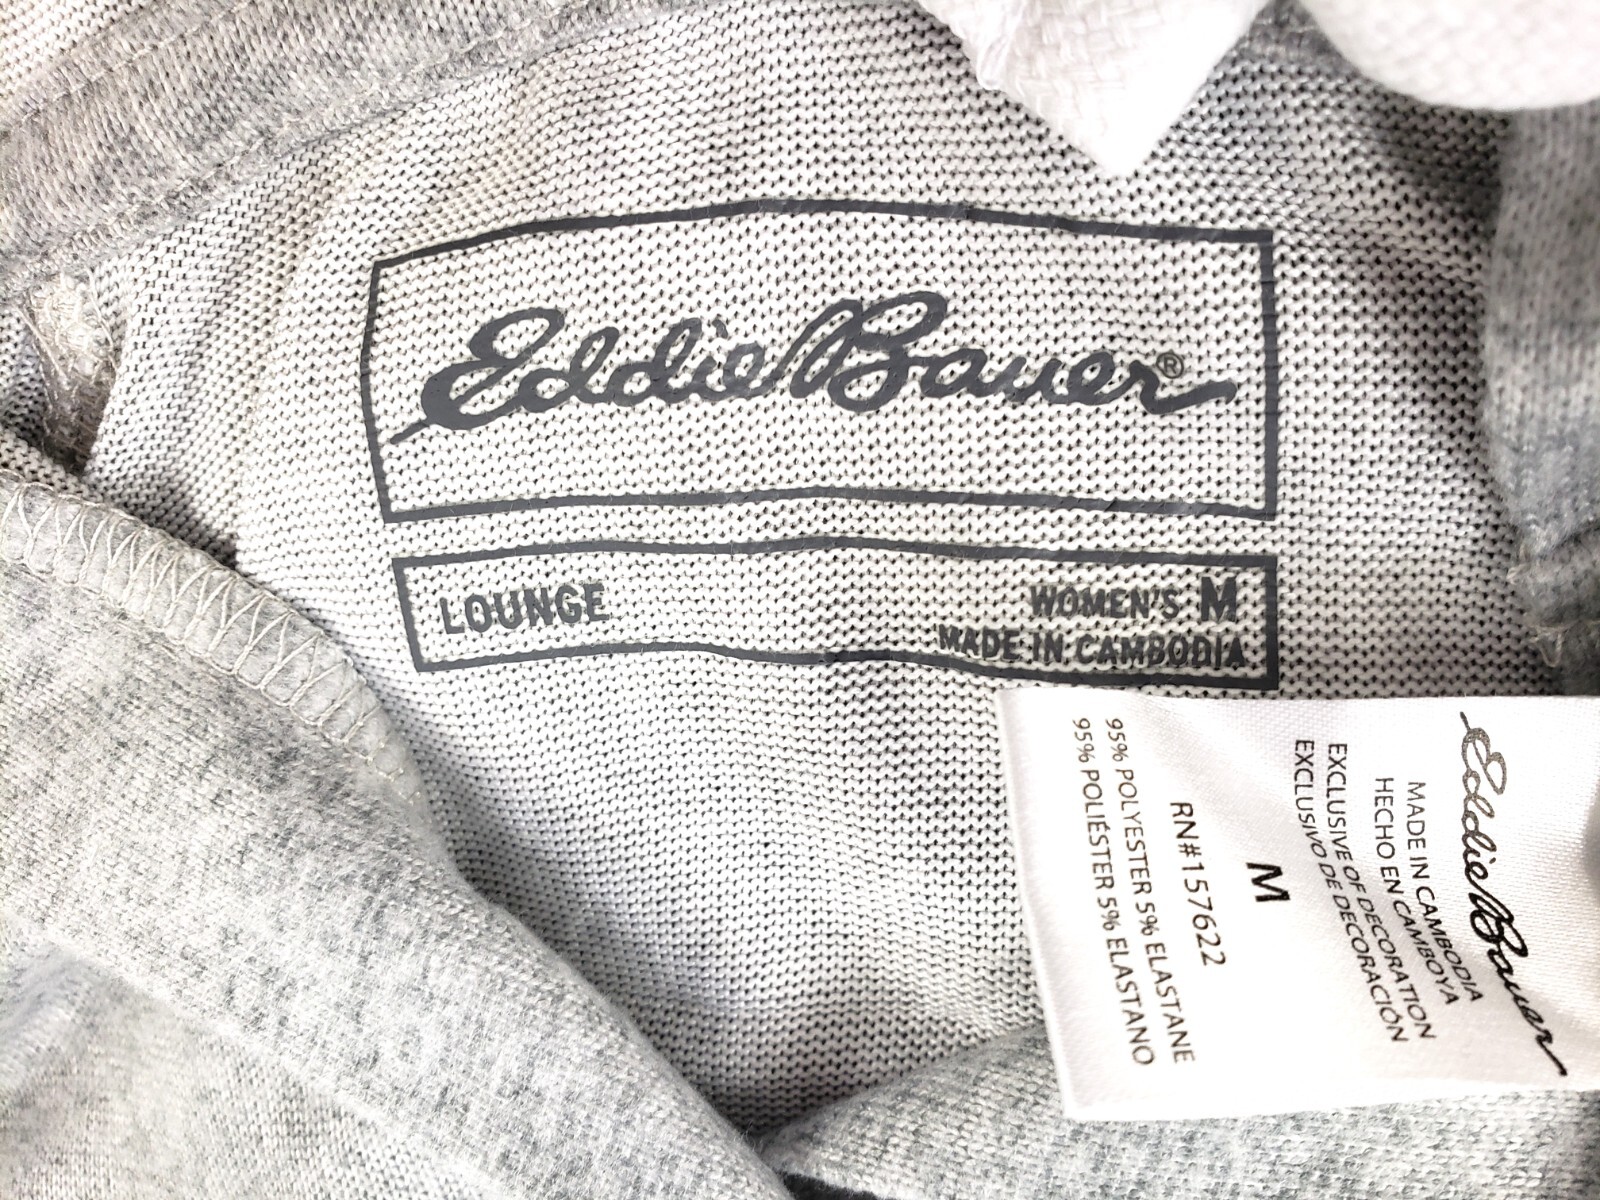 Eddie Bauer®
LOUNGE
WOMEN'S M
MADE IN CAMBODIA
Eddie Bauer
MADE IN CAMBODIA
HECHO EN CAMBOYA
EXCLUSIVE OF DECORATION
EXCLUSIVO DE DECORACIÓN
M
RN#157622
95% POLYESTER 5% ELASTANE
95% POLIÉSTER 5% ELASTANO